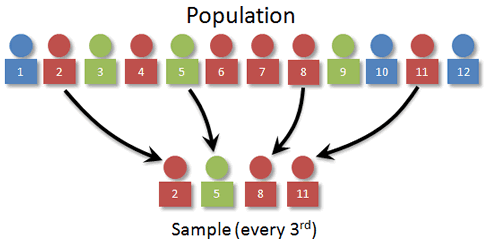 Population
1 2 3 4 5 6 7 8 9 10 11 12
2 5 8 11
Sample (every 3rd)